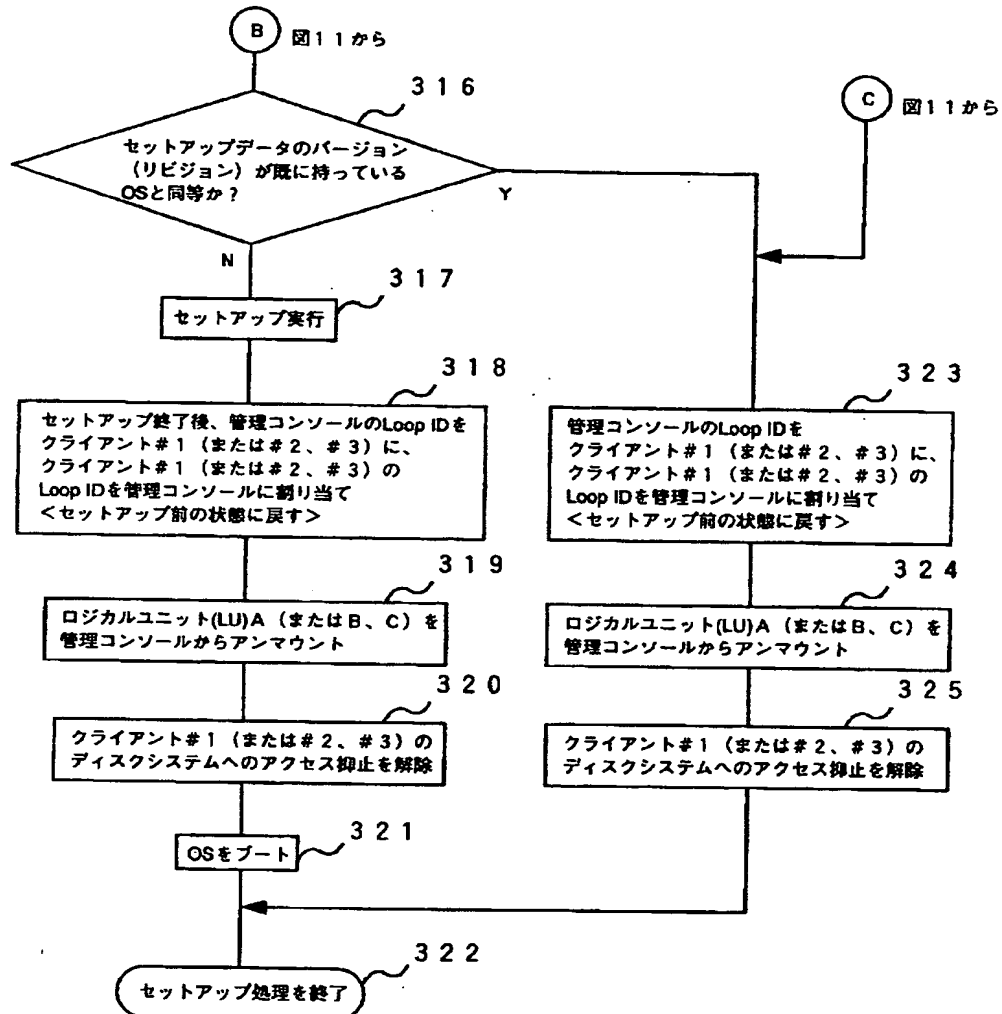 B 図11から
316
C 図11から
セットアップデータのバージョン
(リビジョン)が既に持っている
OSと同等か?
Y
N
317
セットアップ実行
318
セットアップ終了後、管理コンソールのLoop IDを
クライアント#1(または#2、#3)に、
クライアント#1(または#2、#3)の
Loop IDを管理コンソールに割り当て
<セットアップ前の状態に戻す>
323
管理コンソールのLoop IDを
クライアント#1(または#2、#3)に、
クライアント#1(または#2、#3)の
Loop IDを管理コンソールに割り当て
<セットアップ前の状態に戻す>
319
ロジカルユニット(LU)A(またはB、C)を
管理コンソールからアンマウント
324
ロジカルユニット(LU)A(またはB、C)を
管理コンソールからアンマウント
320
クライアント#1(または#2、#3)の
ディスクシステムへのアクセス抑止を解除
325
クライアント#1(または#2、#3)の
ディスクシステムへのアクセス抑止を解除
321
OSをブート
322
セットアップ処理を終了